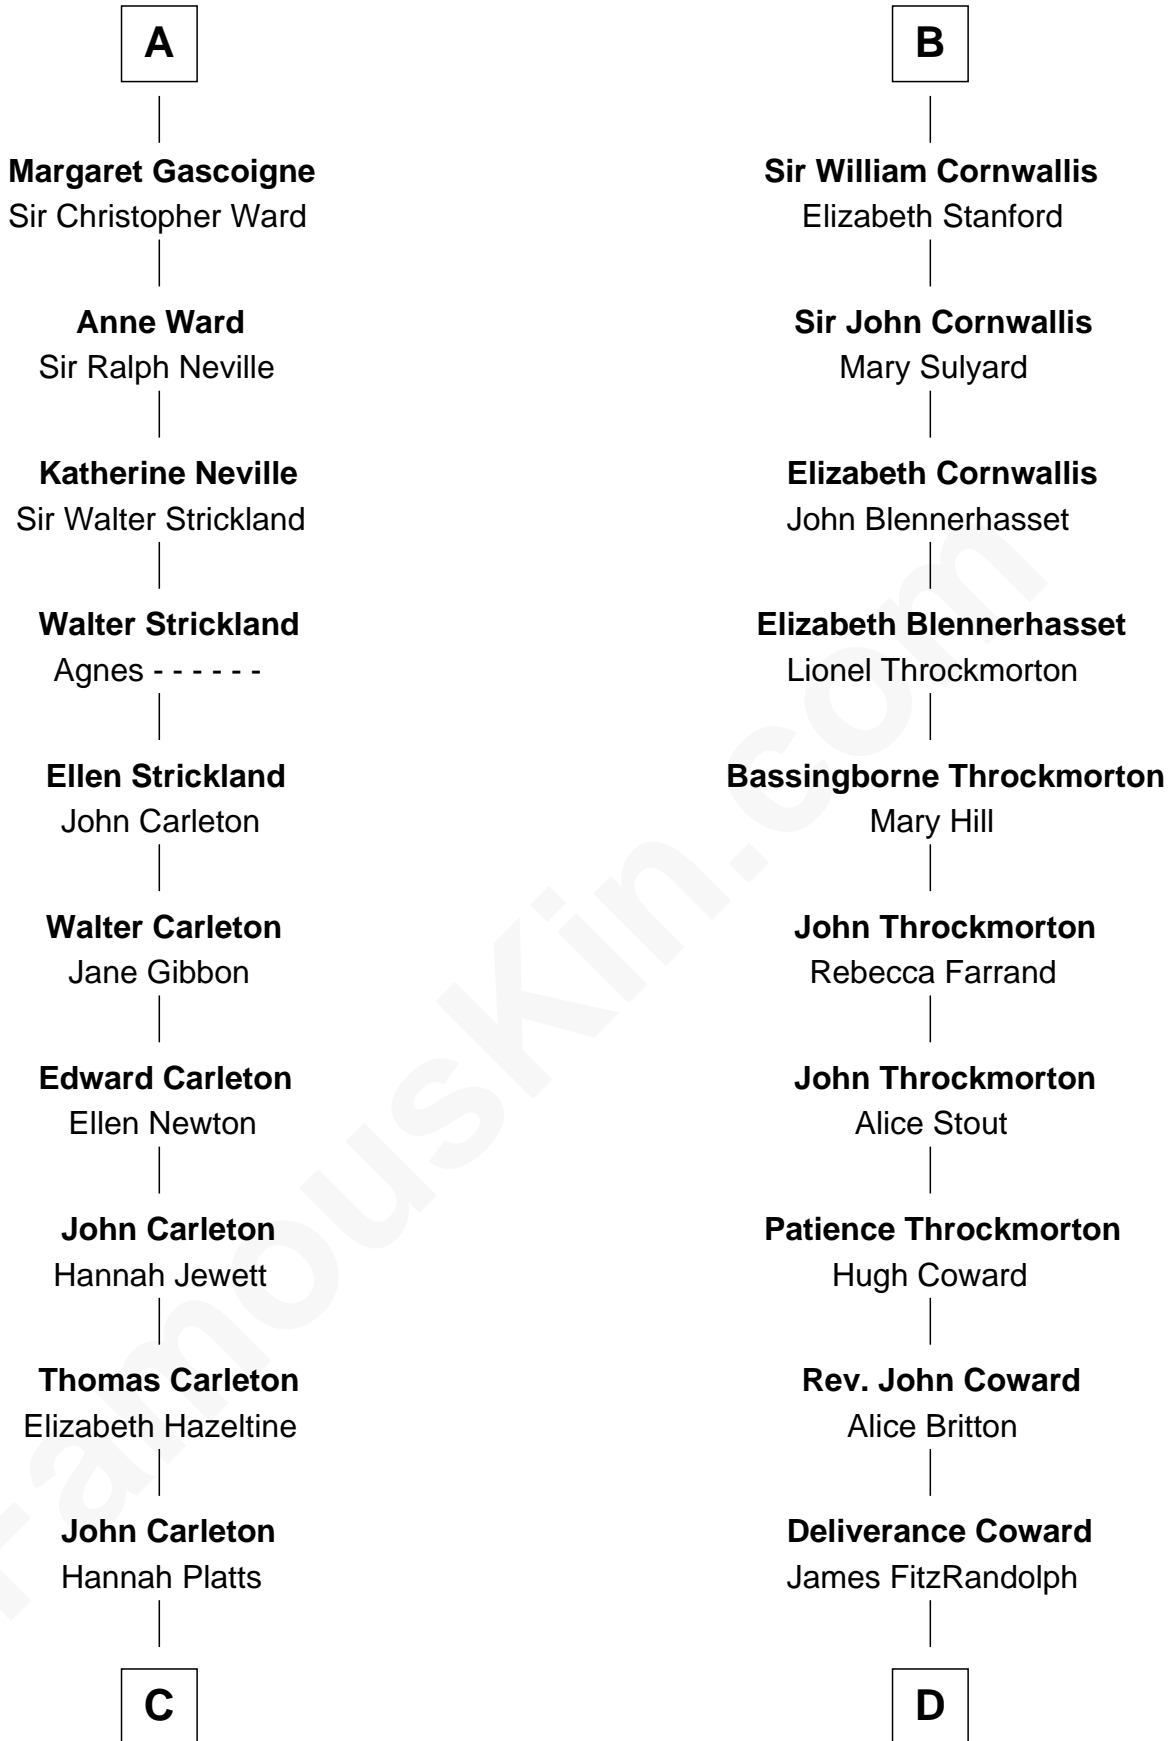 A
Margaret Gascoigne
Sir Christopher Ward
Anne Ward
Sir Ralph Neville
Katherine Neville
Sir Walter Strickland
Walter Strickland
Agnes - - - - - -
Ellen Strickland
John Carleton
Walter Carleton
Jane Gibbon
Edward Carleton
Ellen Newton
John Carleton
Hannah Jewett
Thomas Carleton
Elizabeth Hazeltine
John Carleton
Hannah Platts
C
B
Sir William Cornwallis
Elizabeth Stanford
Sir John Cornwallis
Mary Sulyard
Elizabeth Cornwallis
John Blennerhasset
Elizabeth Blennerhasset
Lionel Throckmorton
Bassingborne Throckmorton
Mary Hill
John Throckmorton
Rebecca Farrand
John Throckmorton
Alice Stout
Patience Throckmorton
Hugh Coward
Rev. John Coward
Alice Britton
Deliverance Coward
James FitzRandolph
D
FamousKin.com